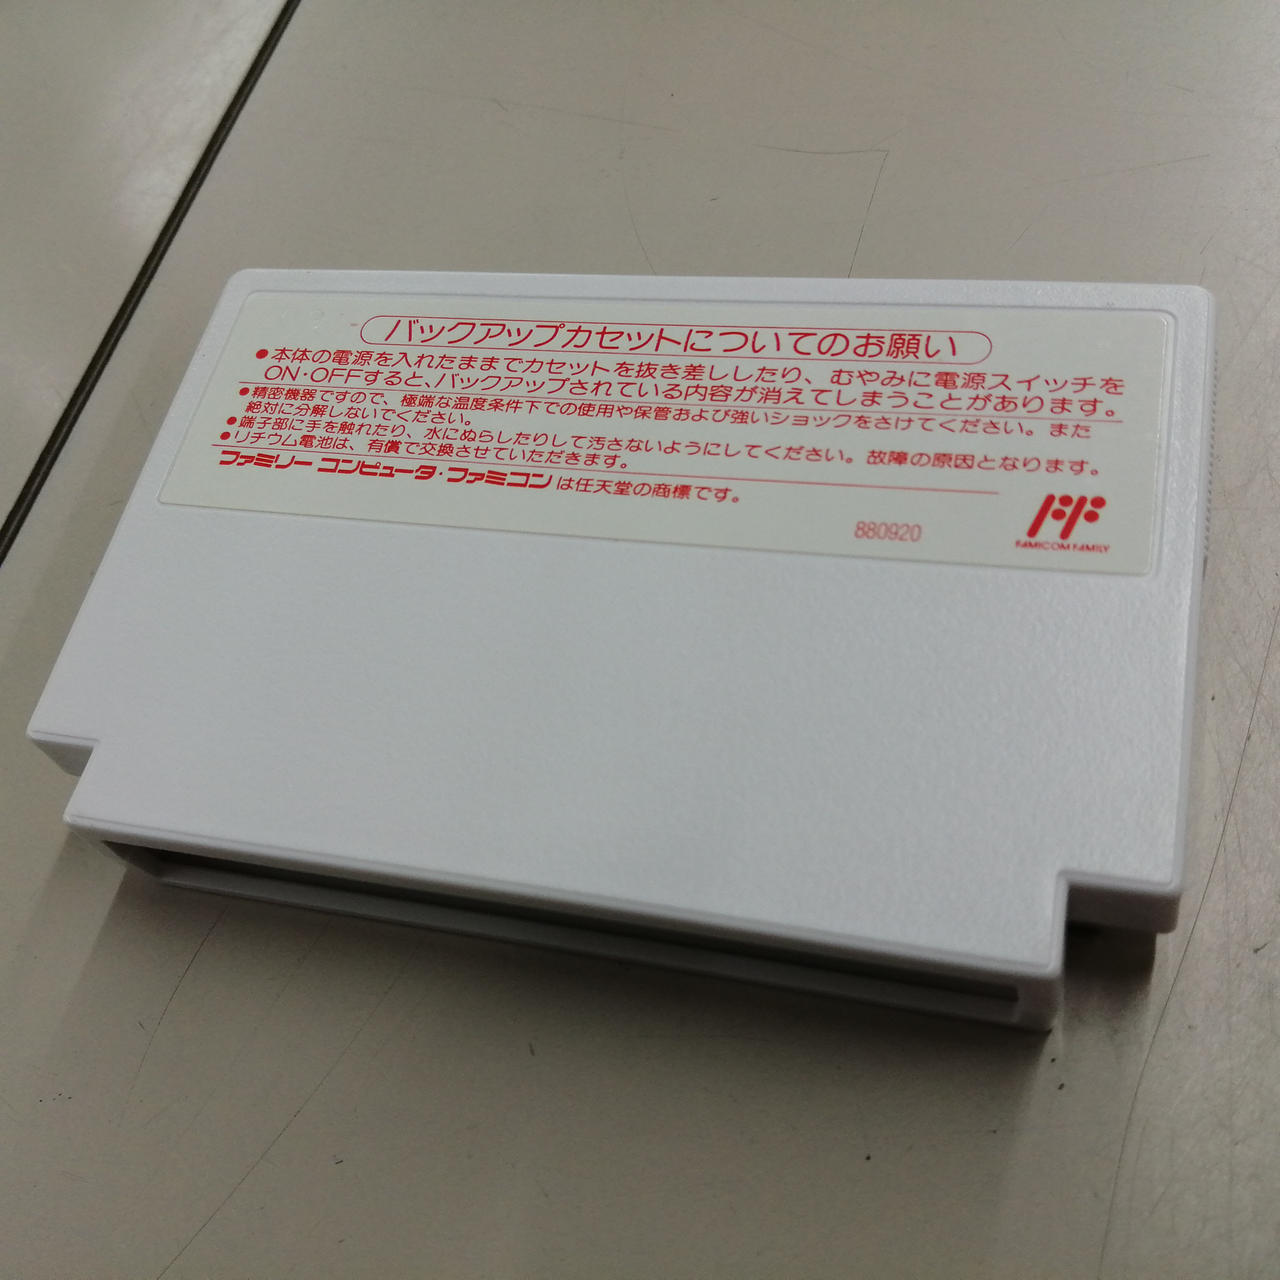 バックアップカセットについてのお願い
●本体の電源を入れたままでカセットを抜き差ししたり、むやみに電源スイッチを
ON・OFFすると、バックアップされている内容が消えてしまうことがあります。
●精密機器ですので、極端な温度条件下での使用や保管および強いショックをさけてください。また
絶対に分解しないでください。
●端子部に手を触れたり、水にぬらしたりして汚さないようにしてください。故障の原因となります。
●リチウム電池は、有償で交換させていただきます。
ファミリーコンピュータ・ファミコンは任天堂の商標です。
880920
FAMICOM FAMILY